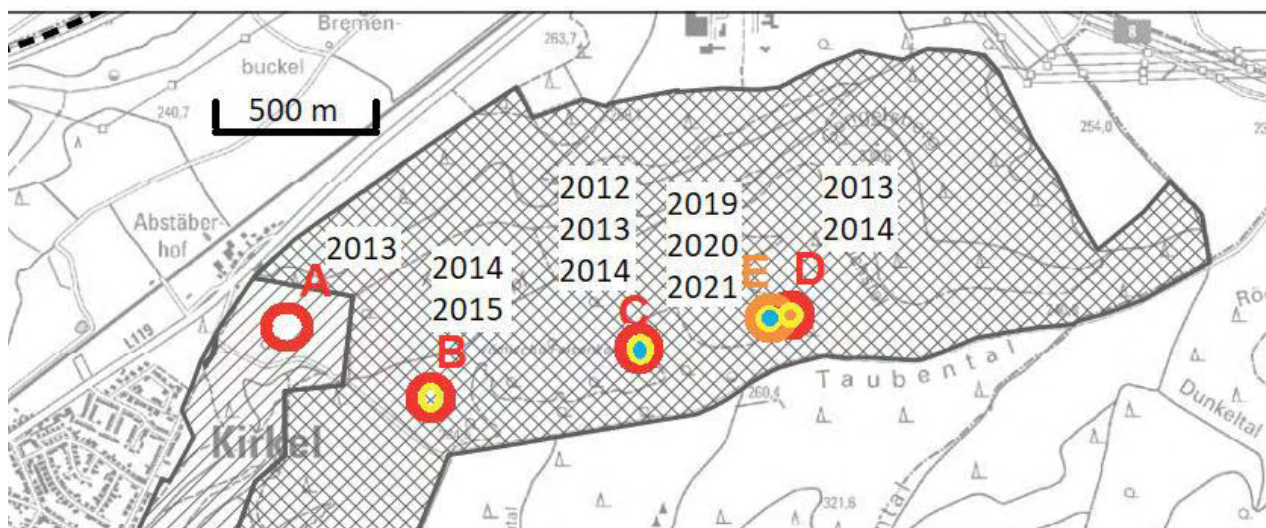 Bremen-
buckel
263,7
8
240,7
500 m
254,0
Abstäber-
hof
2012
2013
2014
2019
2020
2021
2013
2014
2013
2014
2015
A
B
C
E
D
L119
Kirkel
260,4
Taubental
Dunkeltal
321,6